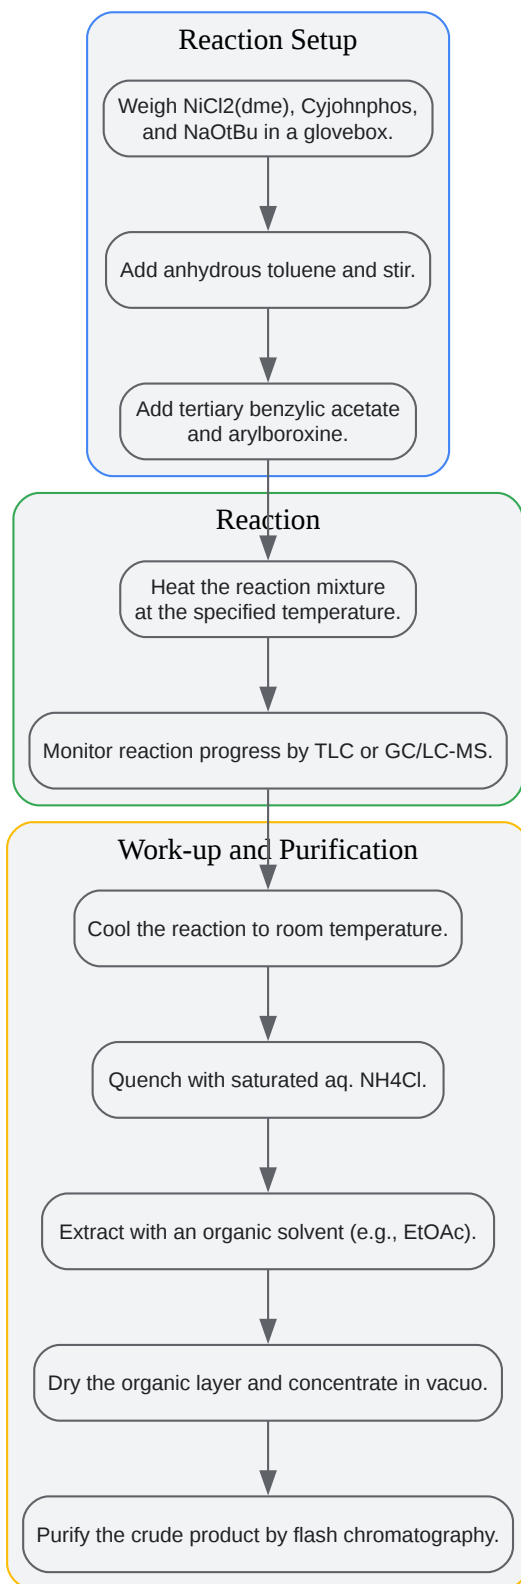 Reaction Setup
Weigh NiCl2(dme), Cyjohnphos,
and NaOtBu in a glovebox.
Add anhydrous toluene and stir.
Add tertiary benzylic acetate
and arylboroxine.
Reaction
Heat the reaction mixture
at the specified temperature.
Monitor reaction progress by TLC or GC/LC-MS.
Work-up and Purification
Cool the reaction to room temperature.
Quench with saturated aq. NH4Cl.
Extract with an organic solvent (e.g., EtOAc).
Dry the organic layer and concentrate in vacuo.
Purify the crude product by flash chromatography.